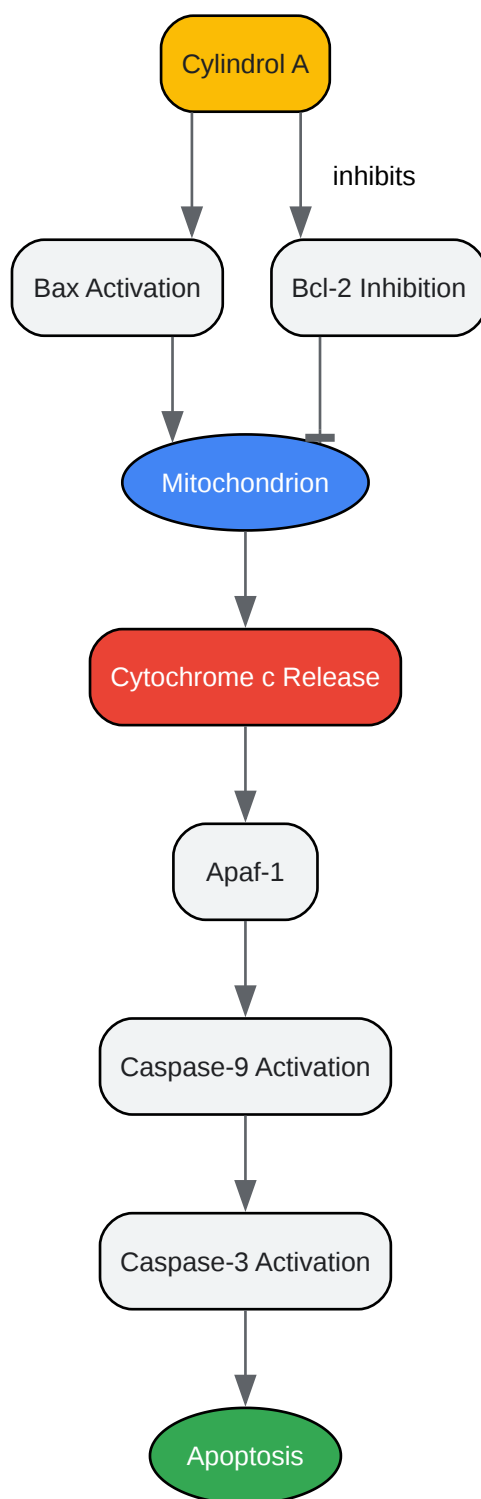 Cylindrol A
inhibits
Bax Activation
Bcl-2 Inhibition
Mitochondrion
Cytochrome c Release
Apaf-1
Caspase-9 Activation
Caspase-3 Activation
Apoptosis